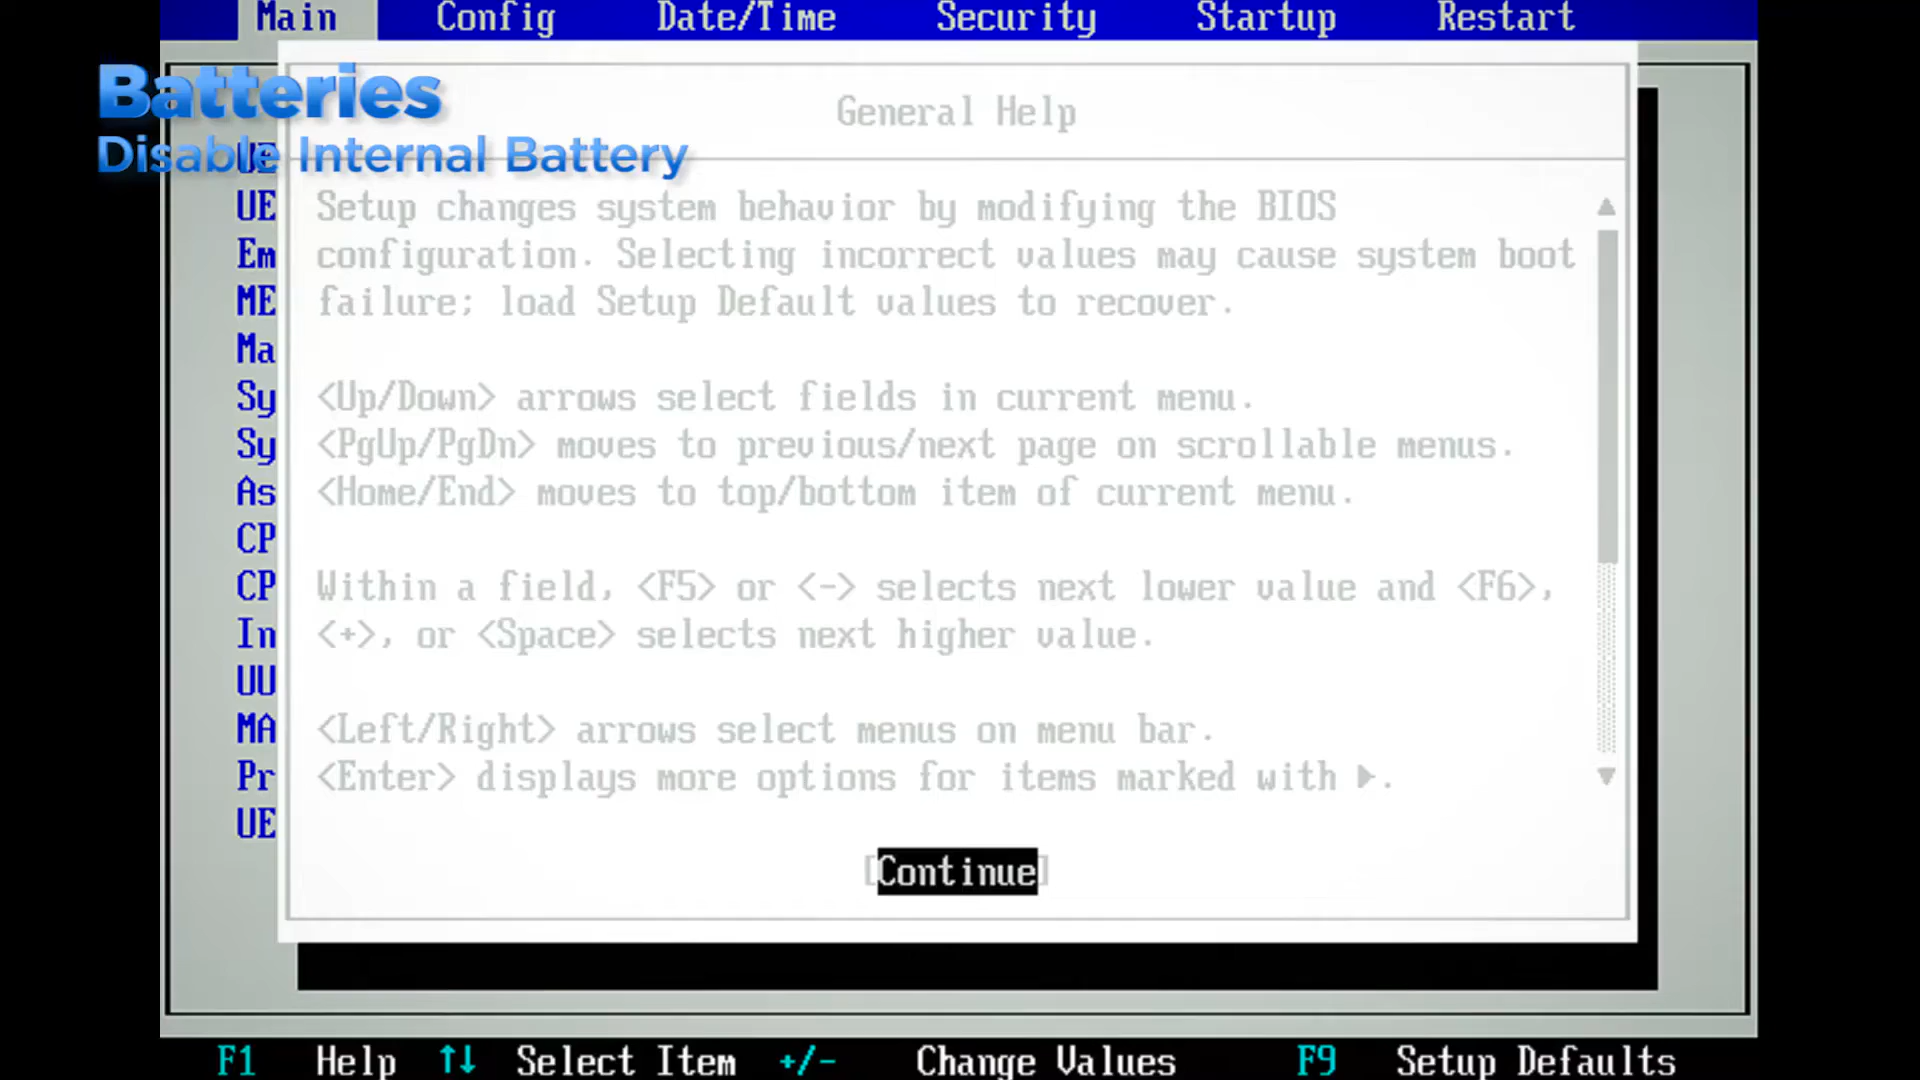 Main Config Date/Time Security Startup Restart
Batteries
Disable Internal Battery
General Help
UE
UE
Em
ME
Ma
Sy
Sy
As
CP
CP
In
UU
MA
Pr
UE
Setup changes system behavior by modifying the BIOS
configuration. Selecting incorrect values may cause system boot
failure; load Setup Default values to recover.
<Up/Down> arrows select fields in current menu.
<PgUp/PgDn> moves to previous/next page on scrollable menus.
<Home/End> moves to top/bottom item of current menu.
Within a field, <F5> or <-> selects next lower value and <F6>,
<+>, or <Space> selects next higher value.
<Left/Right> arrows select menus on menu bar.
<Enter> displays more options for items marked with ▶.
[Continue]
F1 Help ↑↓ Select Item +/- Change Values F9 Setup Defaults